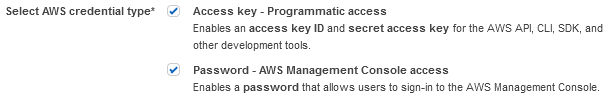 Select AWS credential type* Access key - Programmatic access
Enables an access key ID and secret access key for the AWS API, CLI, SDK, and
other development tools.
Password - AWS Management Console access
Enables a password that allows users to sign-in to the AWS Management Console.